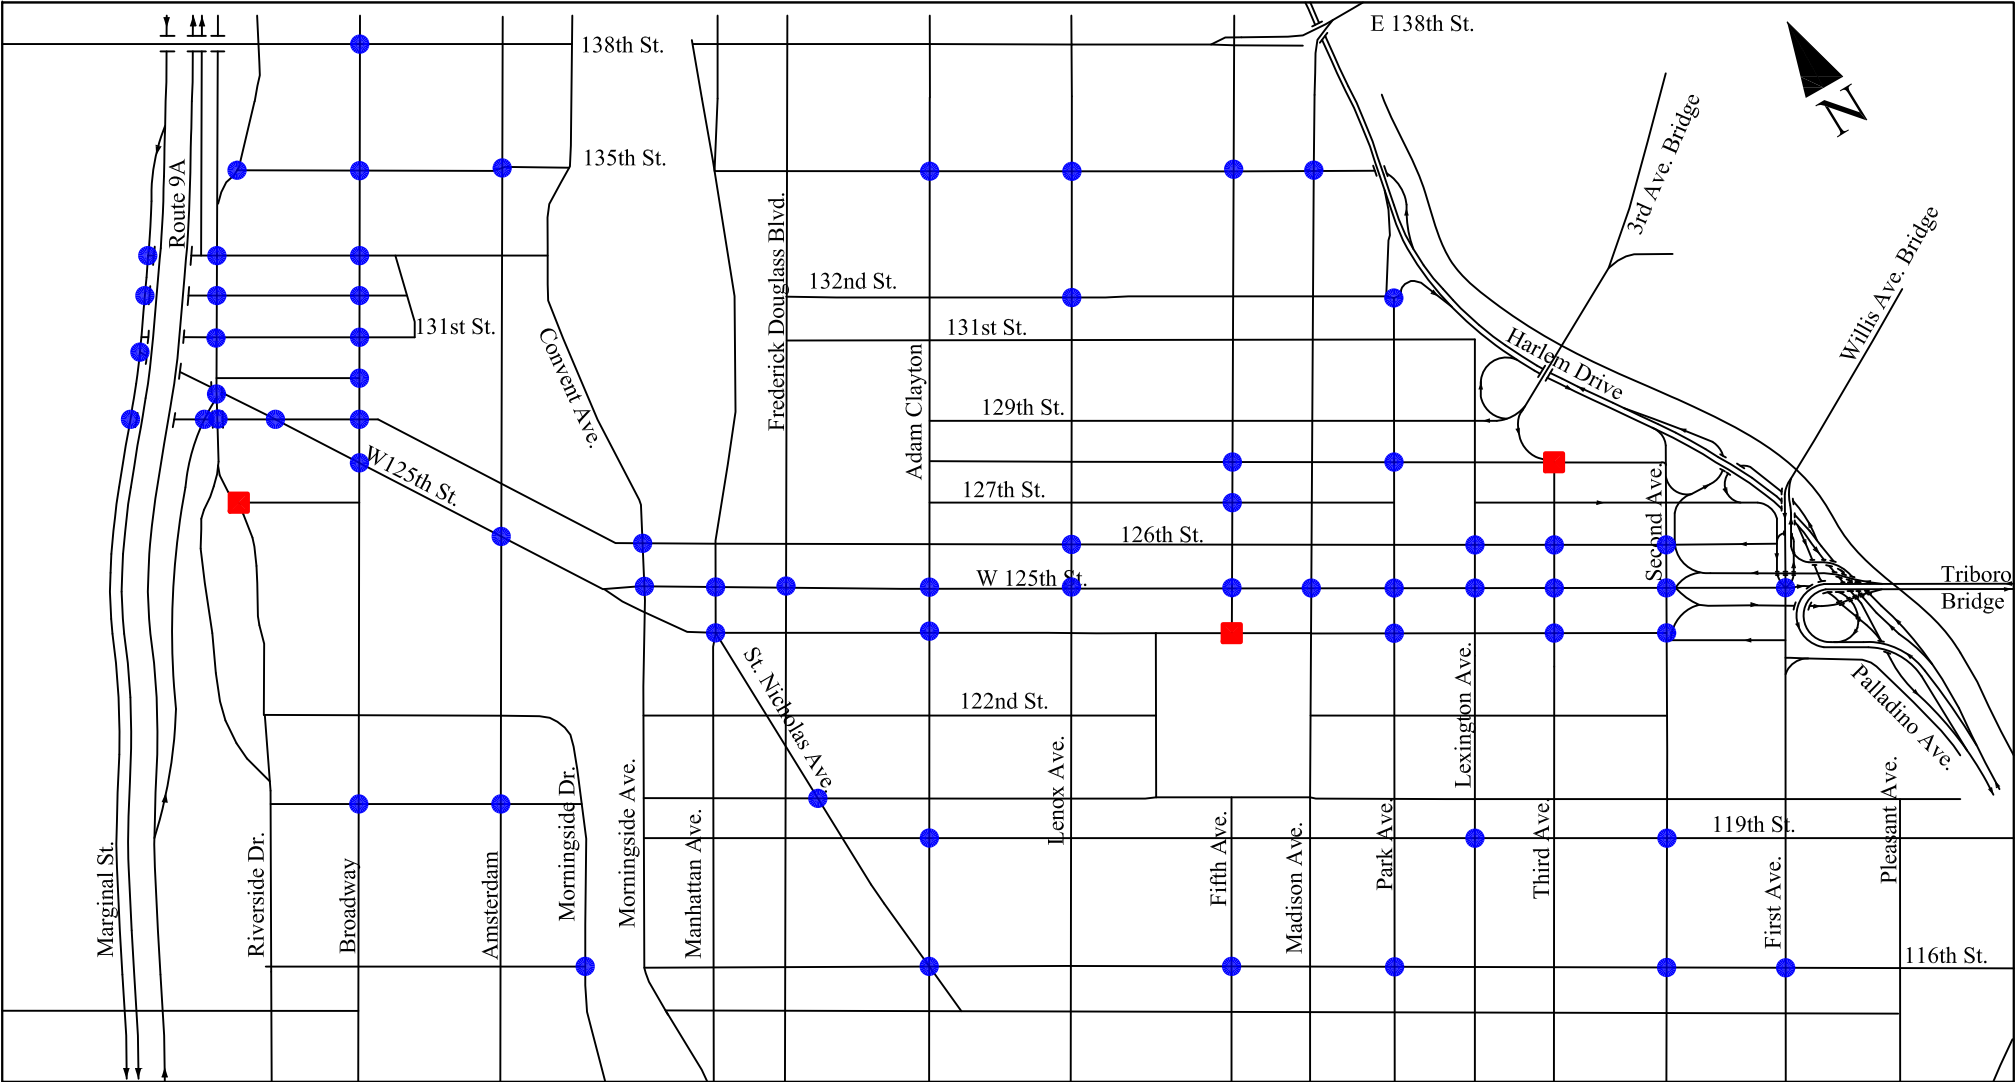 E 138th St.
138th St.
N
3rd Ave. Bridge
135th St.
Route 9A
Frederick Douglass Blvd.
Willis Ave. Bridge
132nd St.
131st St.
131st St.
Harlem Drive
Convent Ave.
Adam Clayton
129th St.
W125th St.
127th St.
Second Ave.
126th St.
W 125th St.
Triboro
Bridge
St. Nicholas Ave.
122nd St.
Palladino Ave.
Lexington Ave.
Lenox Ave.
Morningside Dr.
Morningside Ave.
Pleasant Ave.
119th St.
Marginal St.
Riverside Dr.
Broadway
Amsterdam
Manhattan Ave.
Fifth Ave.
Madison Ave.
Park Ave.
Third Ave.
First Ave.
116th St.